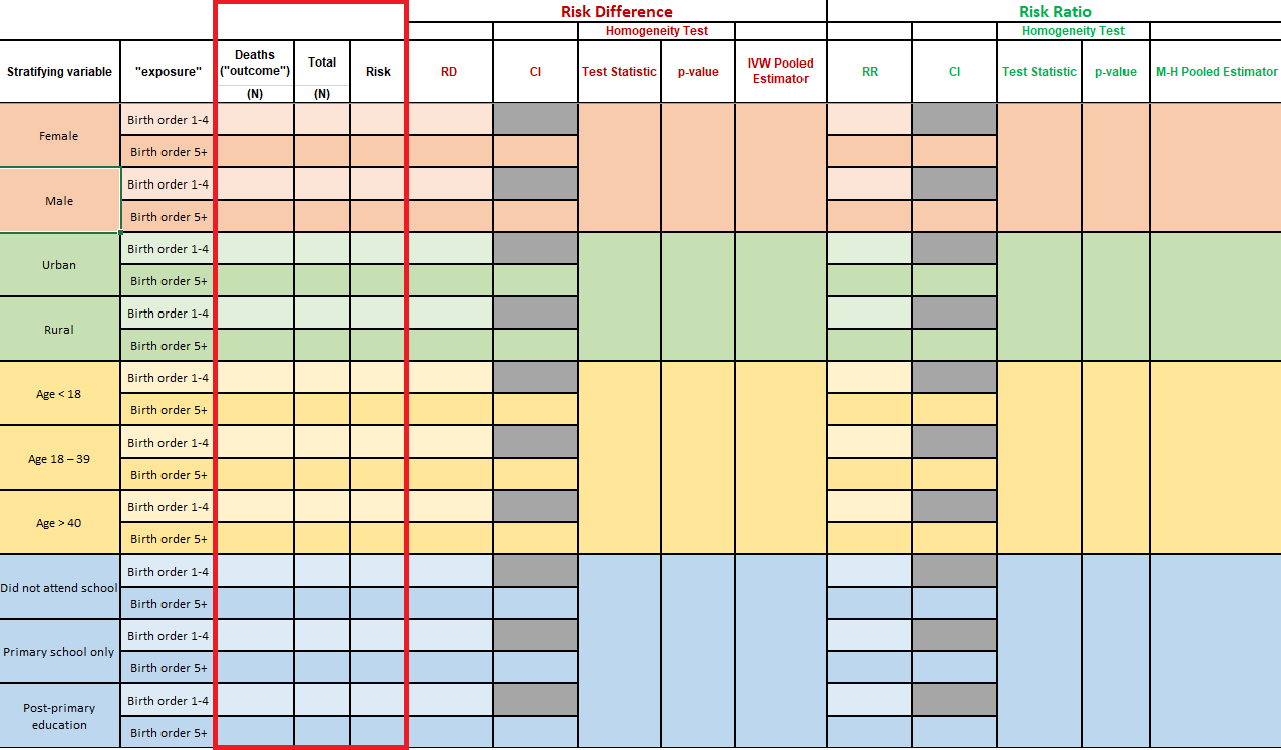 Risk Difference Risk Ratio
Homogeneity Test Homogeneity Test
Stratifying variable "exposure" Deaths ("outcome") Total Risk RD CI Test Statistic p-value IVW Pooled Estimator RR CI Test Statistic p-value M-H Pooled Estimator
(N) (N)
Female Birth order 1-4
Birth order 5+
Male Birth order 1-4
Birth order 5+
Urban Birth order 1-4
Birth order 5+
Rural Birth order 1-4
Birth order 5+
Age < 18 Birth order 1-4
Birth order 5+
Age 18 – 39 Birth order 1-4
Birth order 5+
Age > 40 Birth order 1-4
Birth order 5+
Did not attend school Birth order 1-4
Birth order 5+
Primary school only Birth order 1-4
Birth order 5+
Post-primary education Birth order 1-4
Birth order 5+